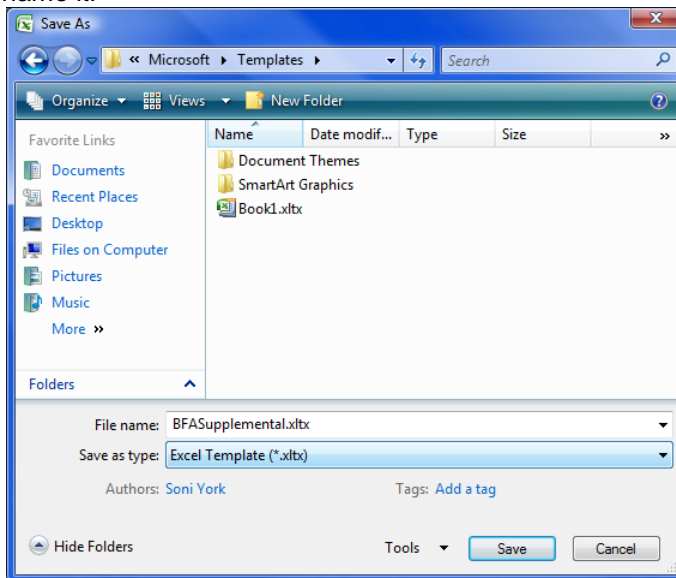 name it.
Save As
« Microsoft ▸ Templates ▸ Search
Organize Views New Folder
Favorite Links
Documents
Recent Places
Desktop
Files on Computer
Pictures
Music
More »
Folders
Name Date modif... Type Size »
Document Themes
SmartArt Graphics
Book1.xltx
File name: BFASupplemental.xltx
Save as type: Excel Template (*.xltx)
Authors: Soni York Tags: Add a tag
Hide Folders Tools Save Cancel